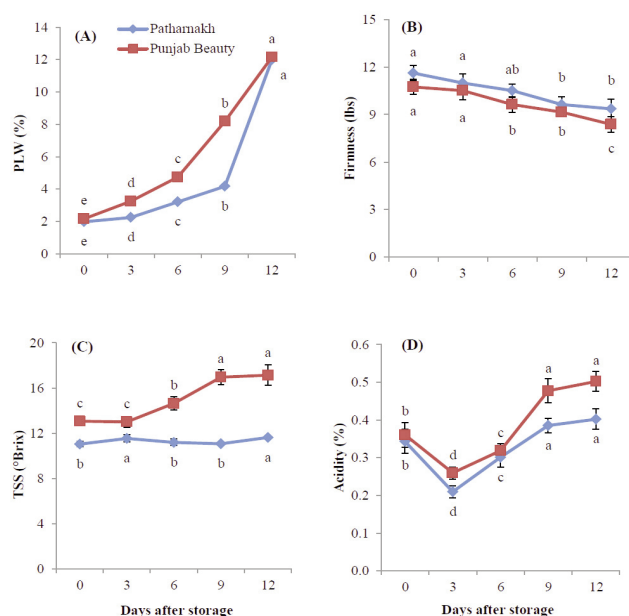 (A)
Patharnakh
Punjab Beauty
PLW (%)
14
12
10
8
6
4
2
0
e
d
c
b
a
e
d
c
b
a
0 3 6 9 12
(B)
Firmness (lbs)
15
12
9
6
3
0
a a ab b b
a a b b c
0 3 6 9 12
(C)
TSS (°Brix)
20
16
12
8
4
0
c c b a a
b a b b a
0 3 6 9 12
Days after storage
(D)
Acidity (%)
0.6
0.5
0.4
0.3
0.2
0.1
0.0
b d c a a
b d c a a
0 3 6 9 12
Days after storage